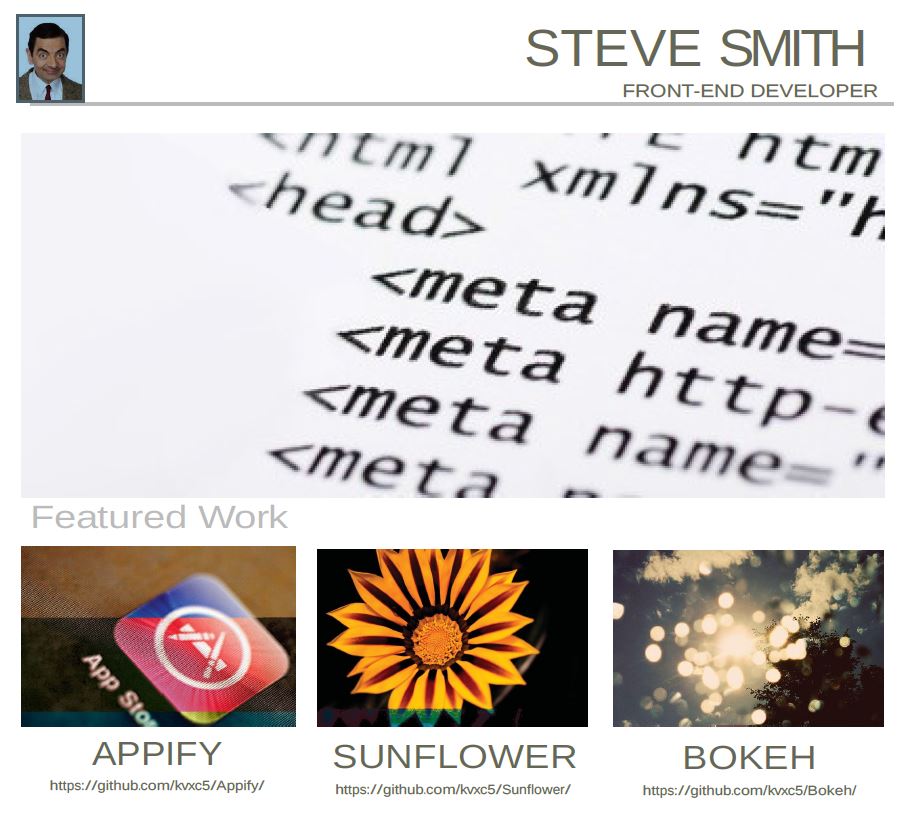 STEVE SMITH
FRONT-END DEVELOPER
<html
xmlns="h
<head>
<meta name=
<meta http-e
<meta name="
<meta
Featured Work
App Stor
APPIFY
SUNFLOWER
BOKEH
https://github.com/kvxc5/Appify/
https://github.com/kvxc5/Sunflower/
https://github.com/kvxc5/Bokeh/